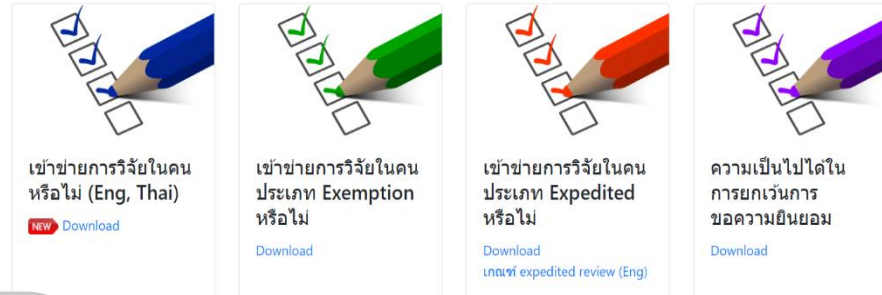 เข้าข่ายการวิจัยในคน
หรือไม่ (Eng, Thai)
NEW Download
เข้าข่ายการวิจัยในคน
ประเภท Exemption
หรือไม่
Download
เข้าข่ายการวิจัยในคน
ประเภท Expedited
หรือไม่
Download
เกณฑ์ expedited review (Eng)
ความเป็นไปได้ใน
การยกเว้นการ
ขอความยินยอม
Download